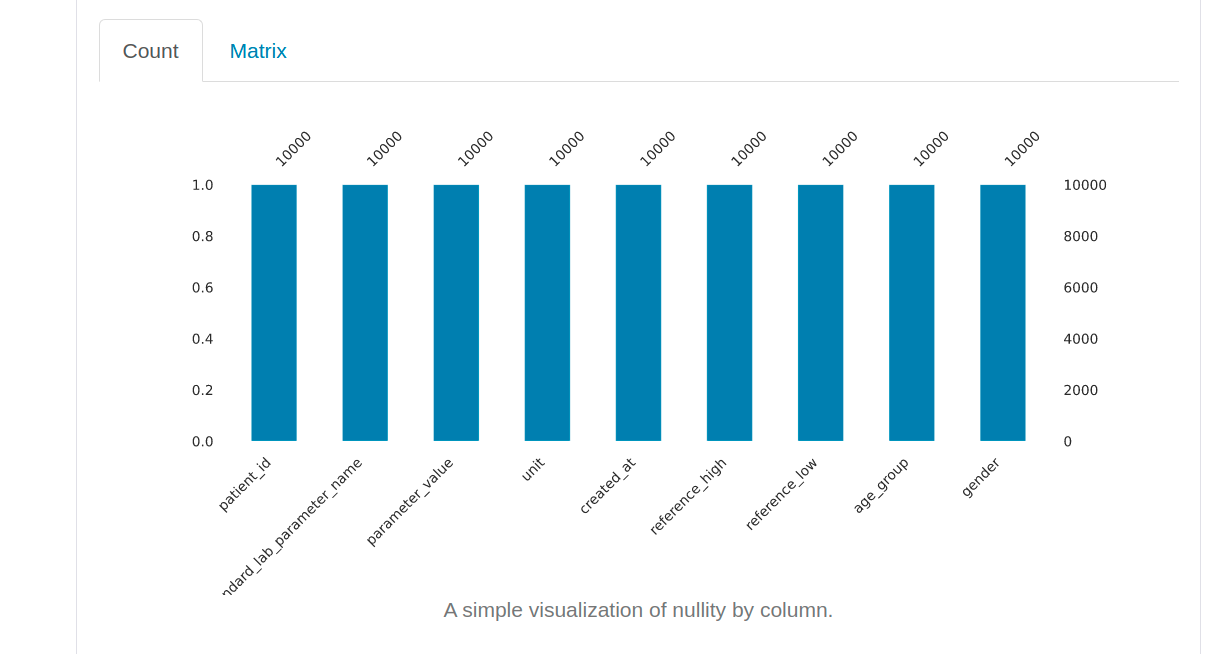 Count Matrix
10000 10000 10000 10000 10000 10000 10000 10000 10000
1.0 10000
0.8 8000
0.6 6000
0.4 4000
0.2 2000
0.0 0
patient_id
ndard_lab_parameter_name
parameter_value
unit
created_at
reference_high
reference_low
age_group
gender
A simple visualization of nullity by column.